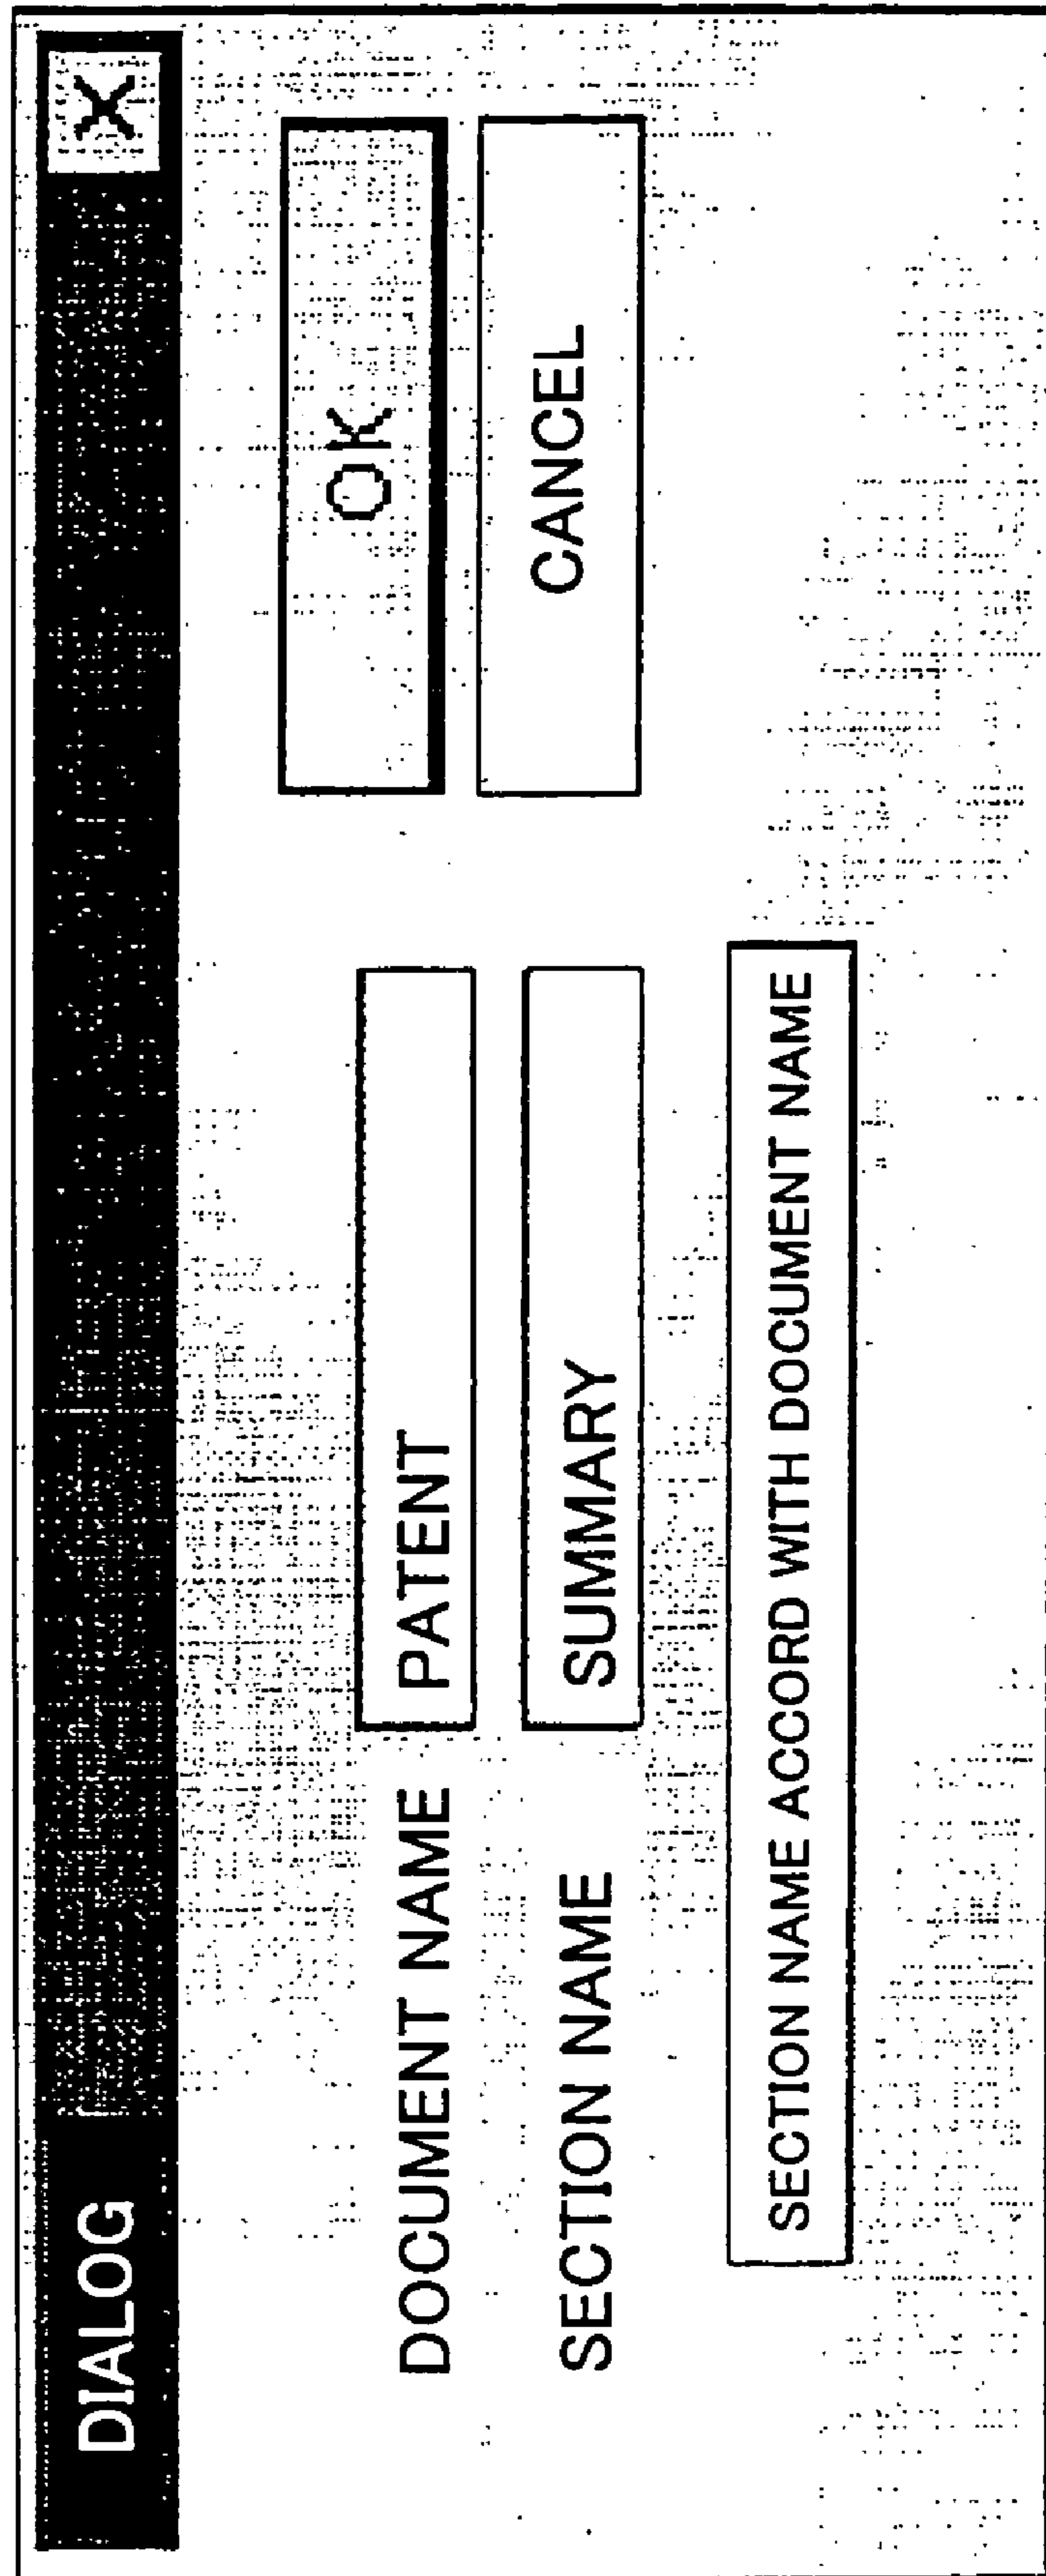 DIALOG X
OK
DOCUMENT NAME PATENT
CANCEL
SECTION NAME SUMMARY
SECTION NAME ACCORD WITH DOCUMENT NAME